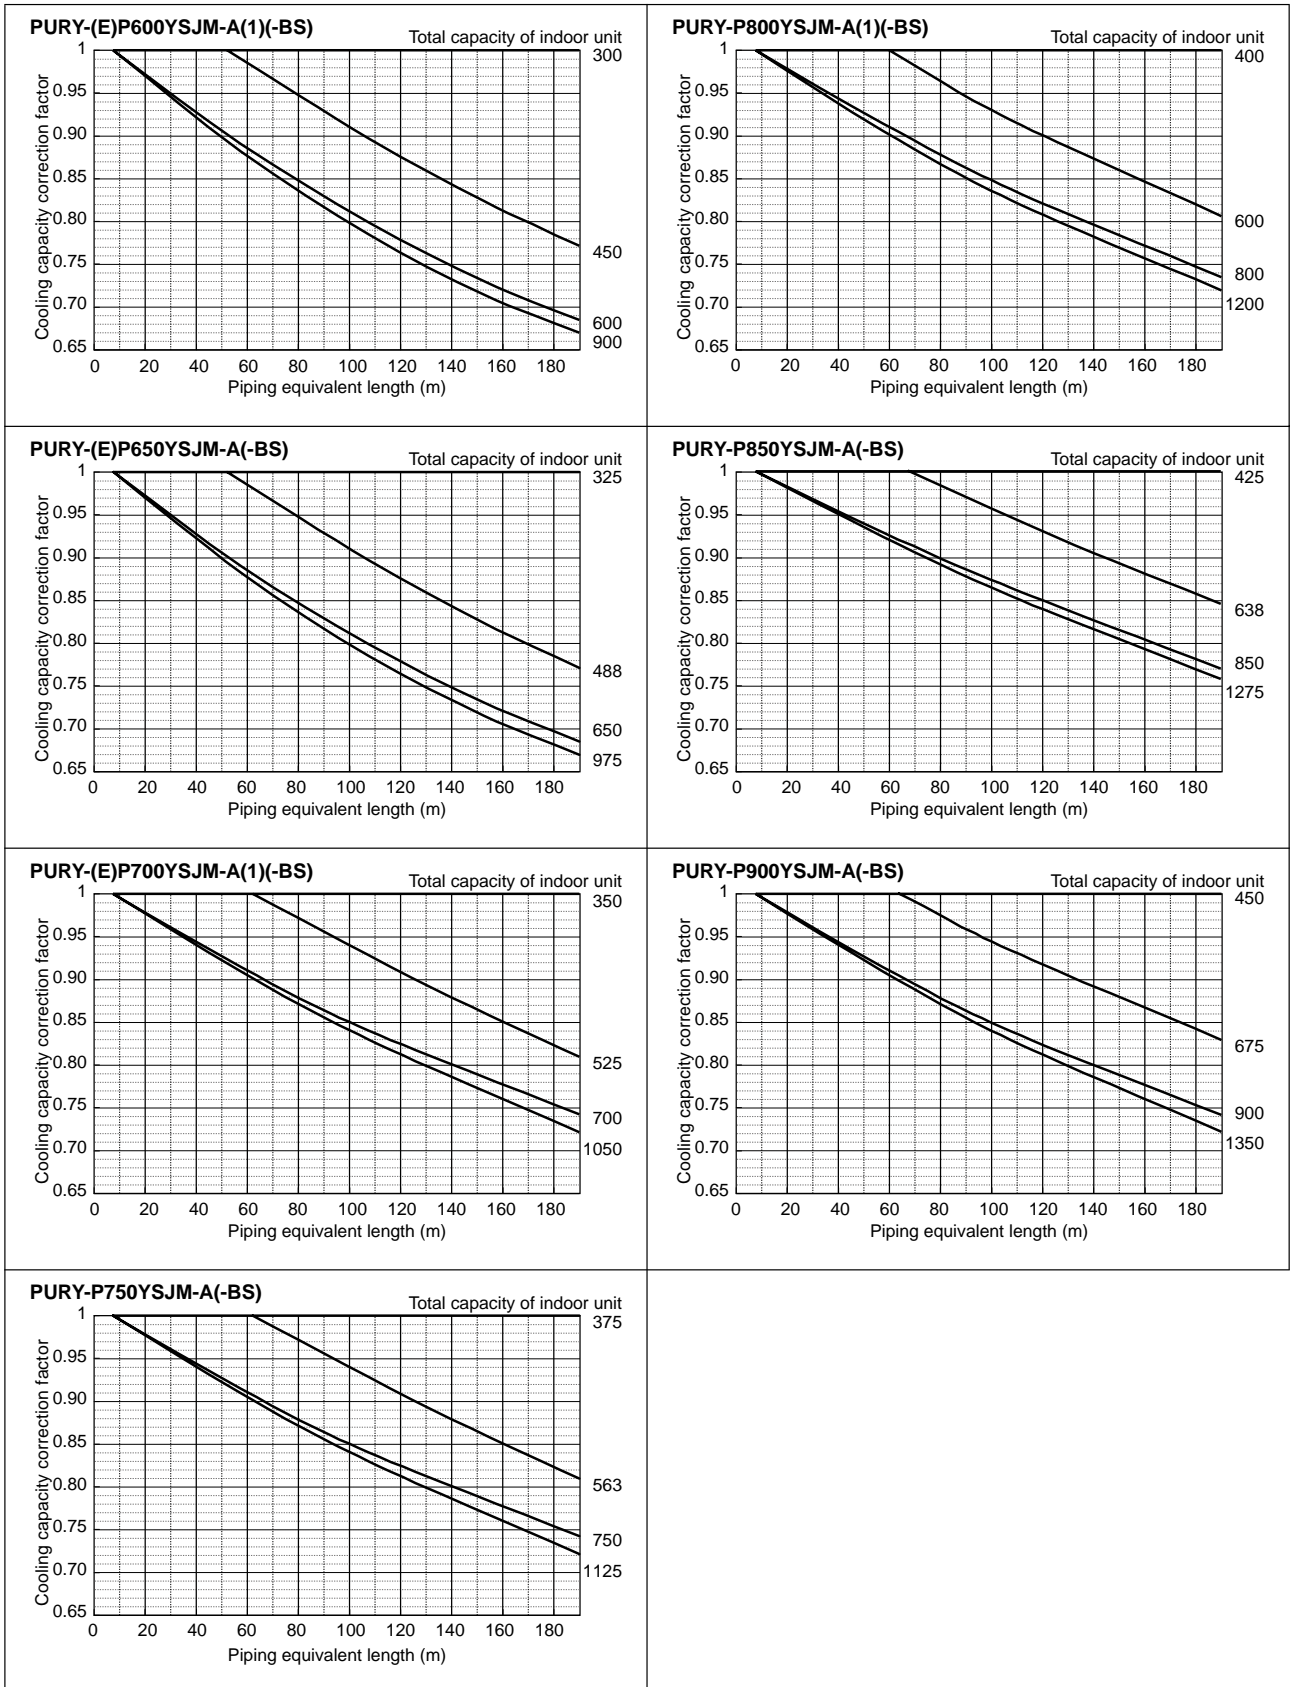 PURY-(E)P600YSJM-A(1)(-BS)
Total capacity of indoor unit
Cooling capacity correction factor
1
0.95
0.90
0.85
0.80
0.75
0.70
0.65
300
450
600
900
0 20 40 60 80 100 120 140 160 180
Piping equivalent length (m)
PURY-P800YSJM-A(1)(-BS)
Total capacity of indoor unit
Cooling capacity correction factor
1
0.95
0.90
0.85
0.80
0.75
0.70
0.65
400
600
800
1200
0 20 40 60 80 100 120 140 160 180
Piping equivalent length (m)
PURY-(E)P650YSJM-A(-BS)
Total capacity of indoor unit
Cooling capacity correction factor
1
0.95
0.90
0.85
0.80
0.75
0.70
0.65
325
488
650
975
0 20 40 60 80 100 120 140 160 180
Piping equivalent length (m)
PURY-P850YSJM-A(-BS)
Total capacity of indoor unit
Cooling capacity correction factor
1
0.95
0.90
0.85
0.80
0.75
0.70
0.65
425
638
850
1275
0 20 40 60 80 100 120 140 160 180
Piping equivalent length (m)
PURY-(E)P700YSJM-A(1)(-BS)
Total capacity of indoor unit
Cooling capacity correction factor
1
0.95
0.90
0.85
0.80
0.75
0.70
0.65
350
525
700
1050
0 20 40 60 80 100 120 140 160 180
Piping equivalent length (m)
PURY-P900YSJM-A(-BS)
Total capacity of indoor unit
Cooling capacity correction factor
1
0.95
0.90
0.85
0.80
0.75
0.70
0.65
450
675
900
1350
0 20 40 60 80 100 120 140 160 180
Piping equivalent length (m)
PURY-P750YSJM-A(-BS)
Total capacity of indoor unit
Cooling capacity correction factor
1
0.95
0.90
0.85
0.80
0.75
0.70
0.65
375
563
750
1125
0 20 40 60 80 100 120 140 160 180
Piping equivalent length (m)